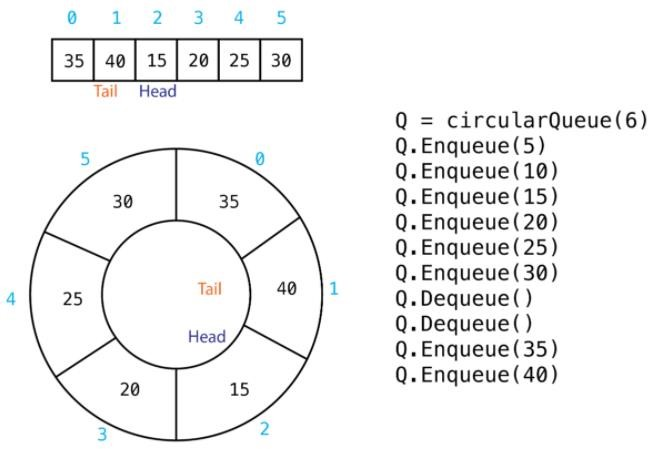 0 1 2 3 4 5
35 40 15 20 25 30
Tail Head
5 0
30 35
4 25 Tail 40 1
Head
20 15
3 2
Q = circularQueue(6)
Q.Enqueue(5)
Q.Enqueue(10)
Q.Enqueue(15)
Q.Enqueue(20)
Q.Enqueue(25)
Q.Enqueue(30)
Q.Dequeue()
Q.Dequeue()
Q.Enqueue(35)
Q.Enqueue(40)